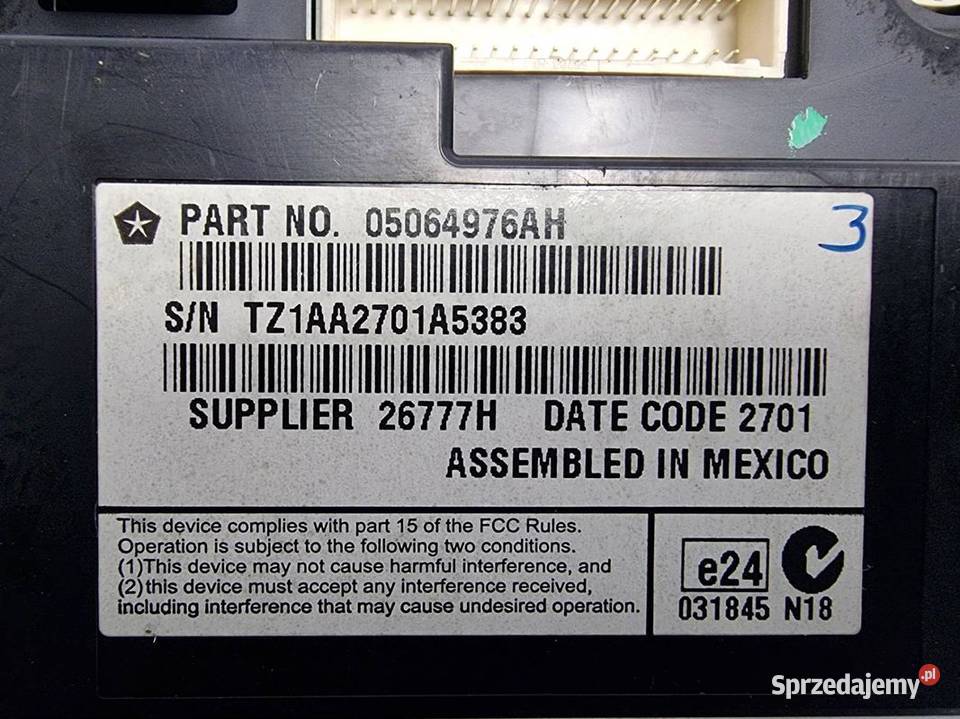 PART NO. 05064976AH
3
S/N TZ1AA2701A5383
SUPPLIER 26777H DATE CODE 2701
ASSEMBLED IN MEXICO
This device complies with part 15 of the FCC Rules.
Operation is subject to the following two conditions.
(1)This device may not cause harmful interference, and
(2)this device must accept any interference received,
including interference that may cause undesired operation.
e24
031845 N18
Sprzedajemy.pl